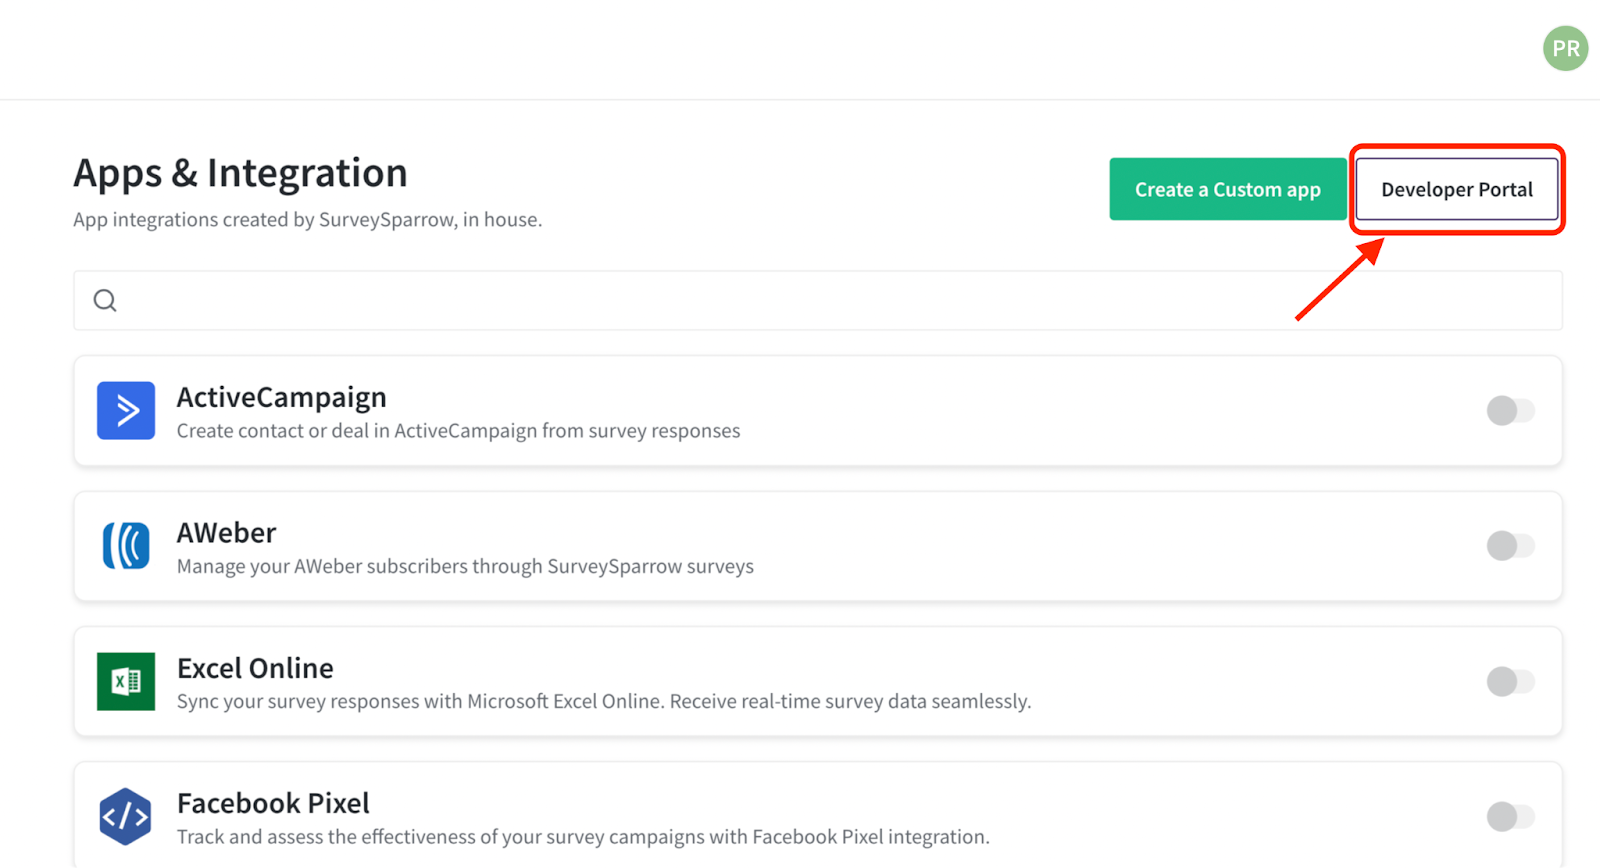 PR
Apps & Integration
App integrations created by SurveySparrow, in house.
Create a Custom app
Developer Portal
ActiveCampaign
Create contact or deal in ActiveCampaign from survey responses
AWeber
Manage your AWeber subscribers through SurveySparrow surveys
Excel Online
Sync your survey responses with Microsoft Excel Online. Receive real-time survey data seamlessly.
Facebook Pixel
Track and assess the effectiveness of your survey campaigns with Facebook Pixel integration.